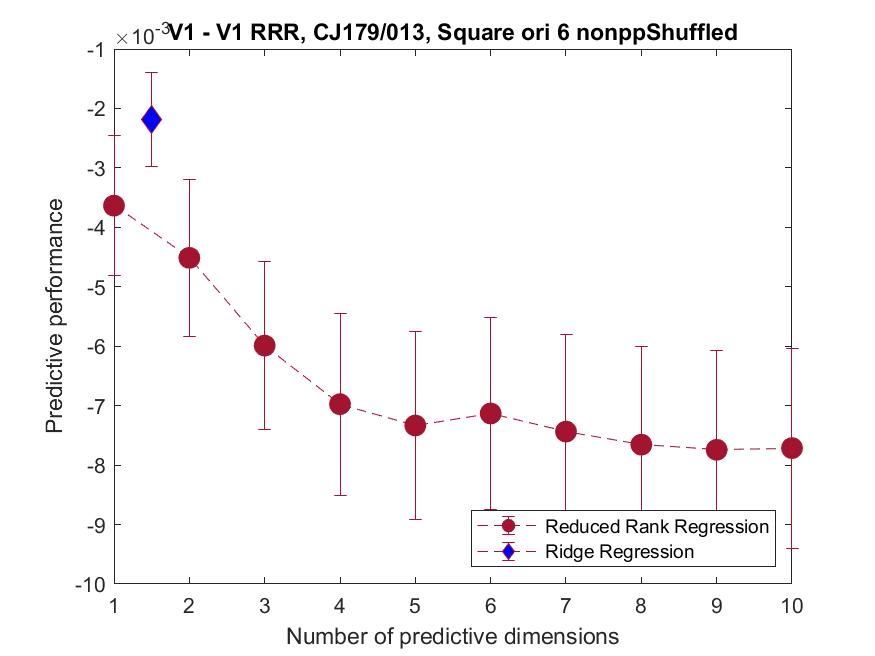 ×10-3
V1 - V1 RRR, CJ179/013, Square ori 6 nonppShuffled
-1
-2
-3
-4
-5
-6
-7
-8
-9
-10
Predictive performance
Reduced Rank Regression
Ridge Regression
1 2 3 4 5 6 7 8 9 10
Number of predictive dimensions